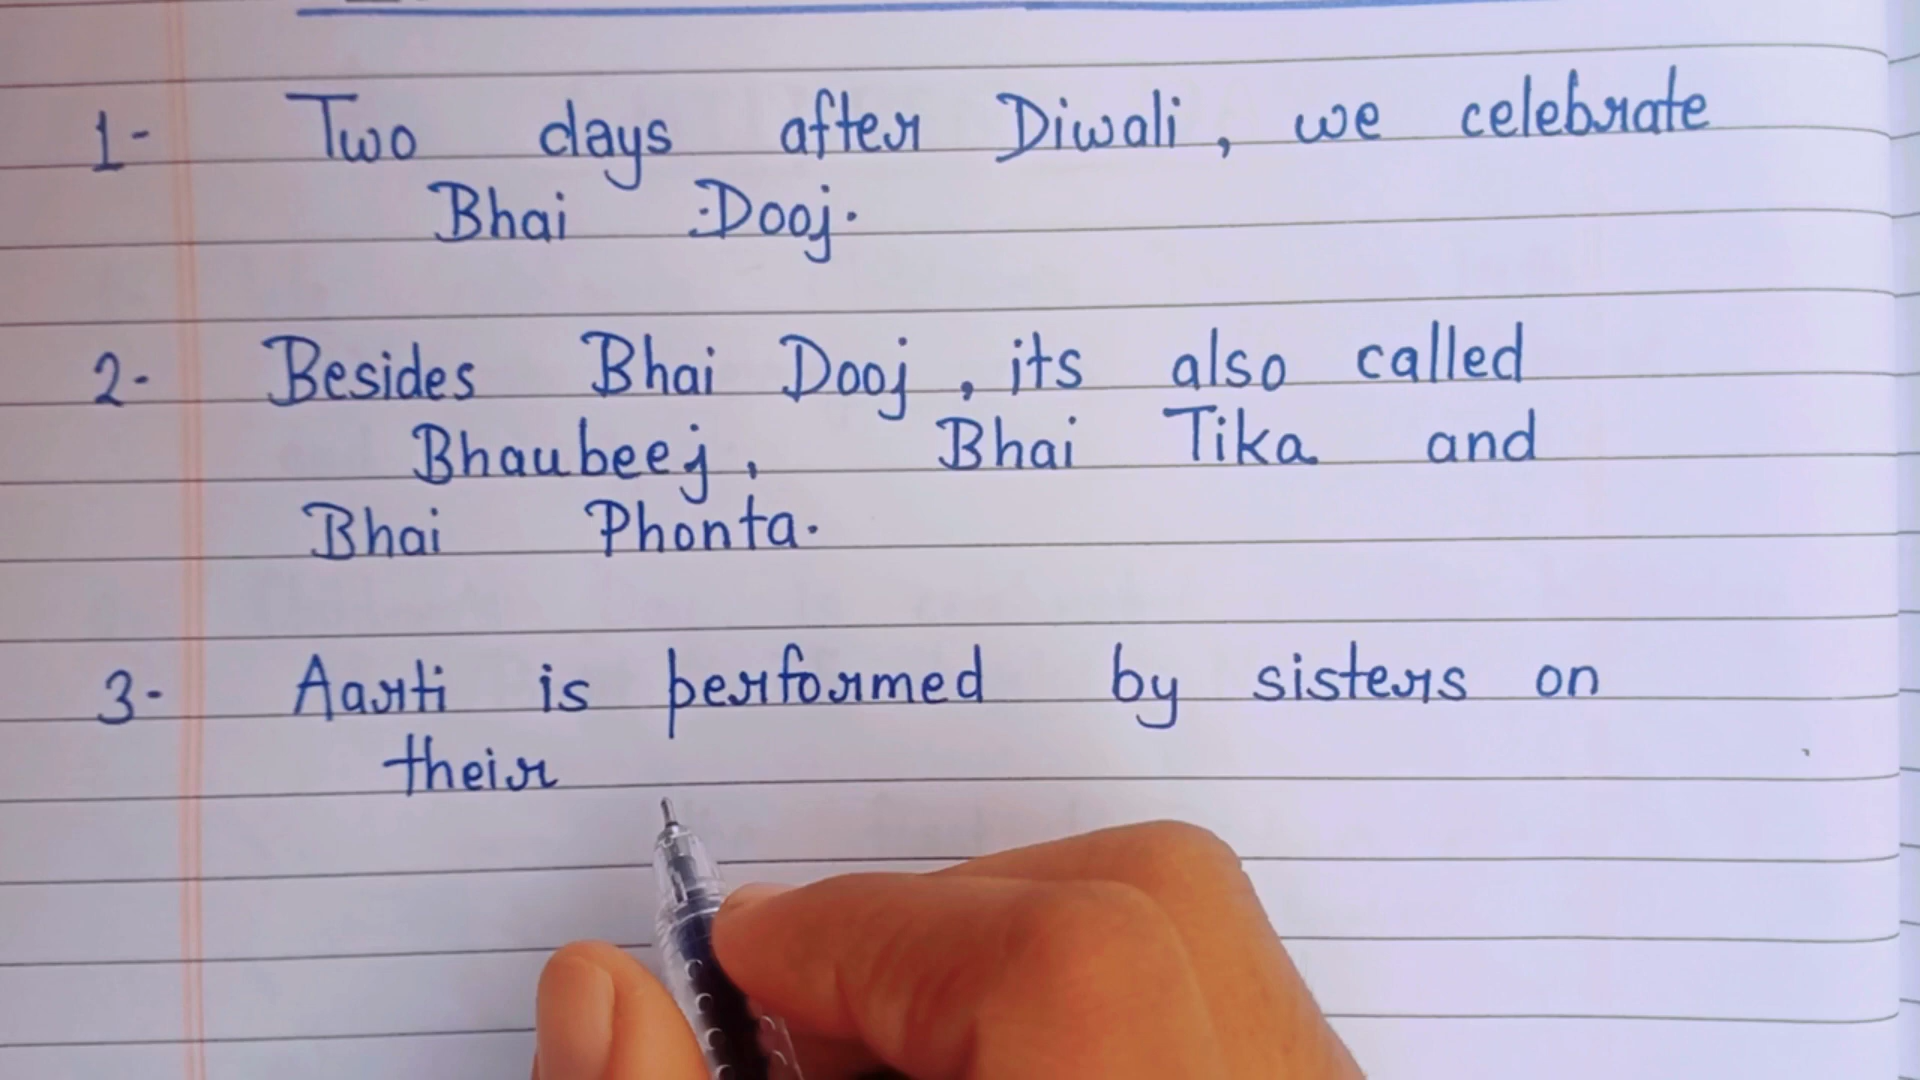 1- Two days after Diwali, we celebrate
Bhai Dooj.
2- Besides Bhai Dooj, its also called
Bhaubeej, Bhai Tika and
Bhai Phonta.
3- Aarti is performed by sisters on
their